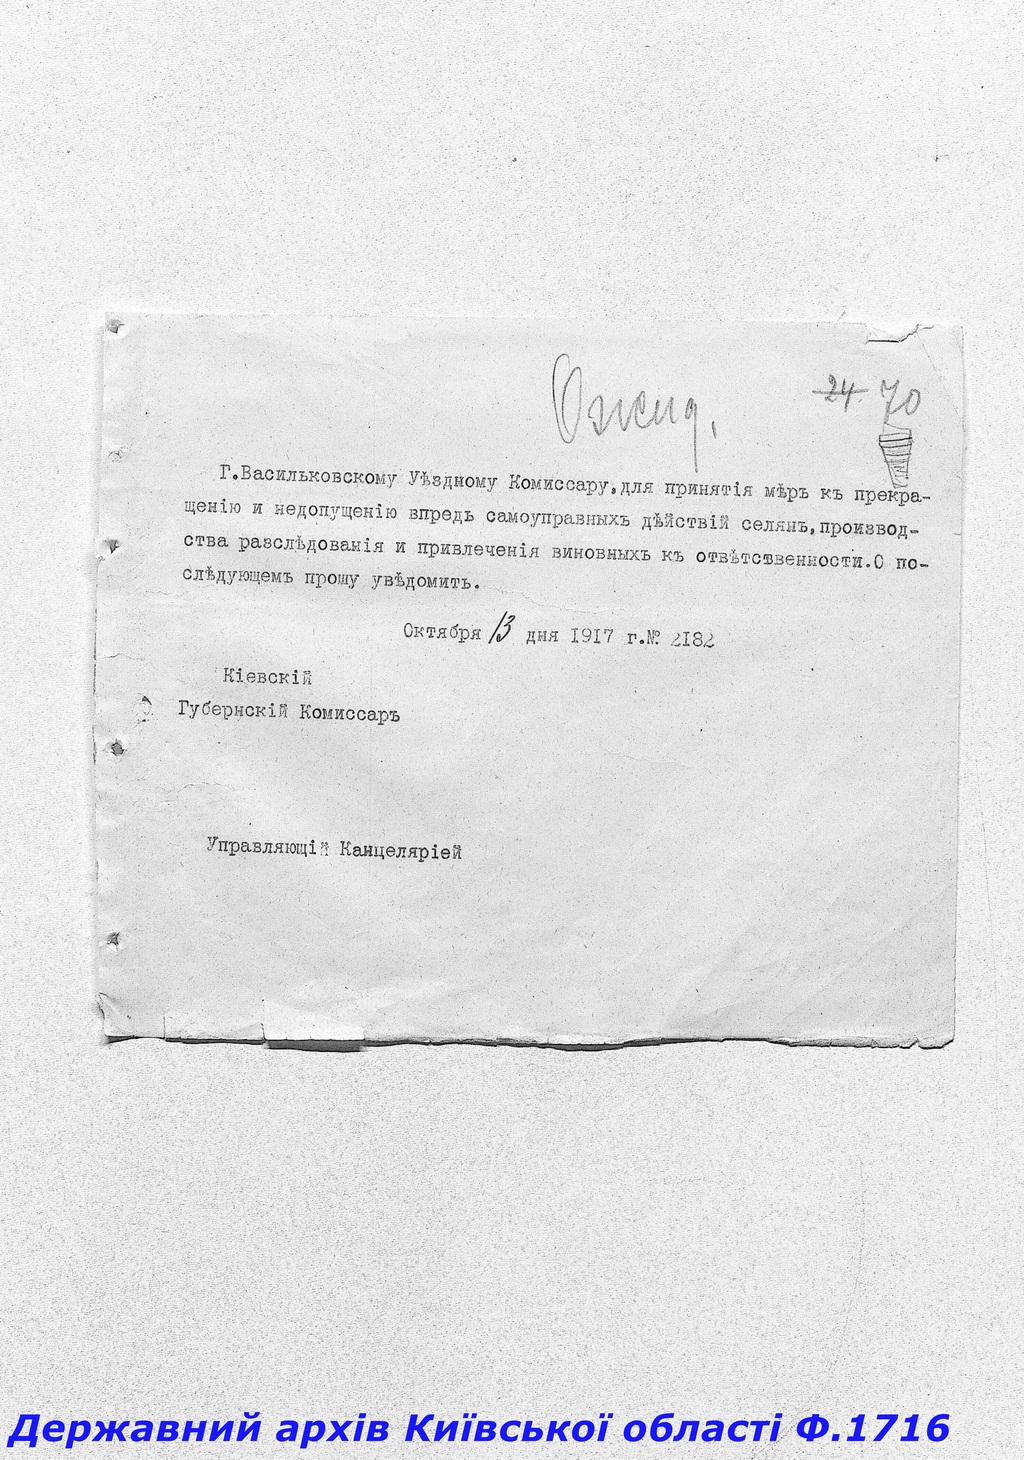 Ожид.
24 70
Г.Васильковскому Уѣздному Комиссару,для принятія мѣръ къ прекра-
щенію и недопущенію впредь самоуправныхъ дѣйствій селянъ,производ-
ства разслѣдованія и привлеченія виновныхъ къ отвѣтственности.О по-
слѣдующемъ прошу увѣдомить.
Октября 13 дня 1917 г.№ 2182
Кіевскій
Губернскій Комиссаръ
Управляющій Канцеляріей
Державний архів Київської області Ф.1716